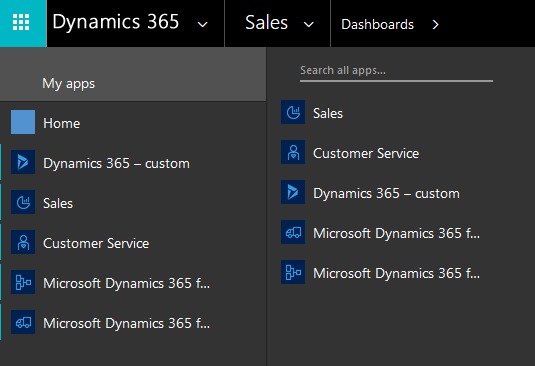 Dynamics 365 Sales Dashboards
My apps
Home
Dynamics 365 – custom
Sales
Customer Service
Microsoft Dynamics 365 f...
Microsoft Dynamics 365 f...
Search all apps...
Sales
Customer Service
Dynamics 365 – custom
Microsoft Dynamics 365 f...
Microsoft Dynamics 365 f...